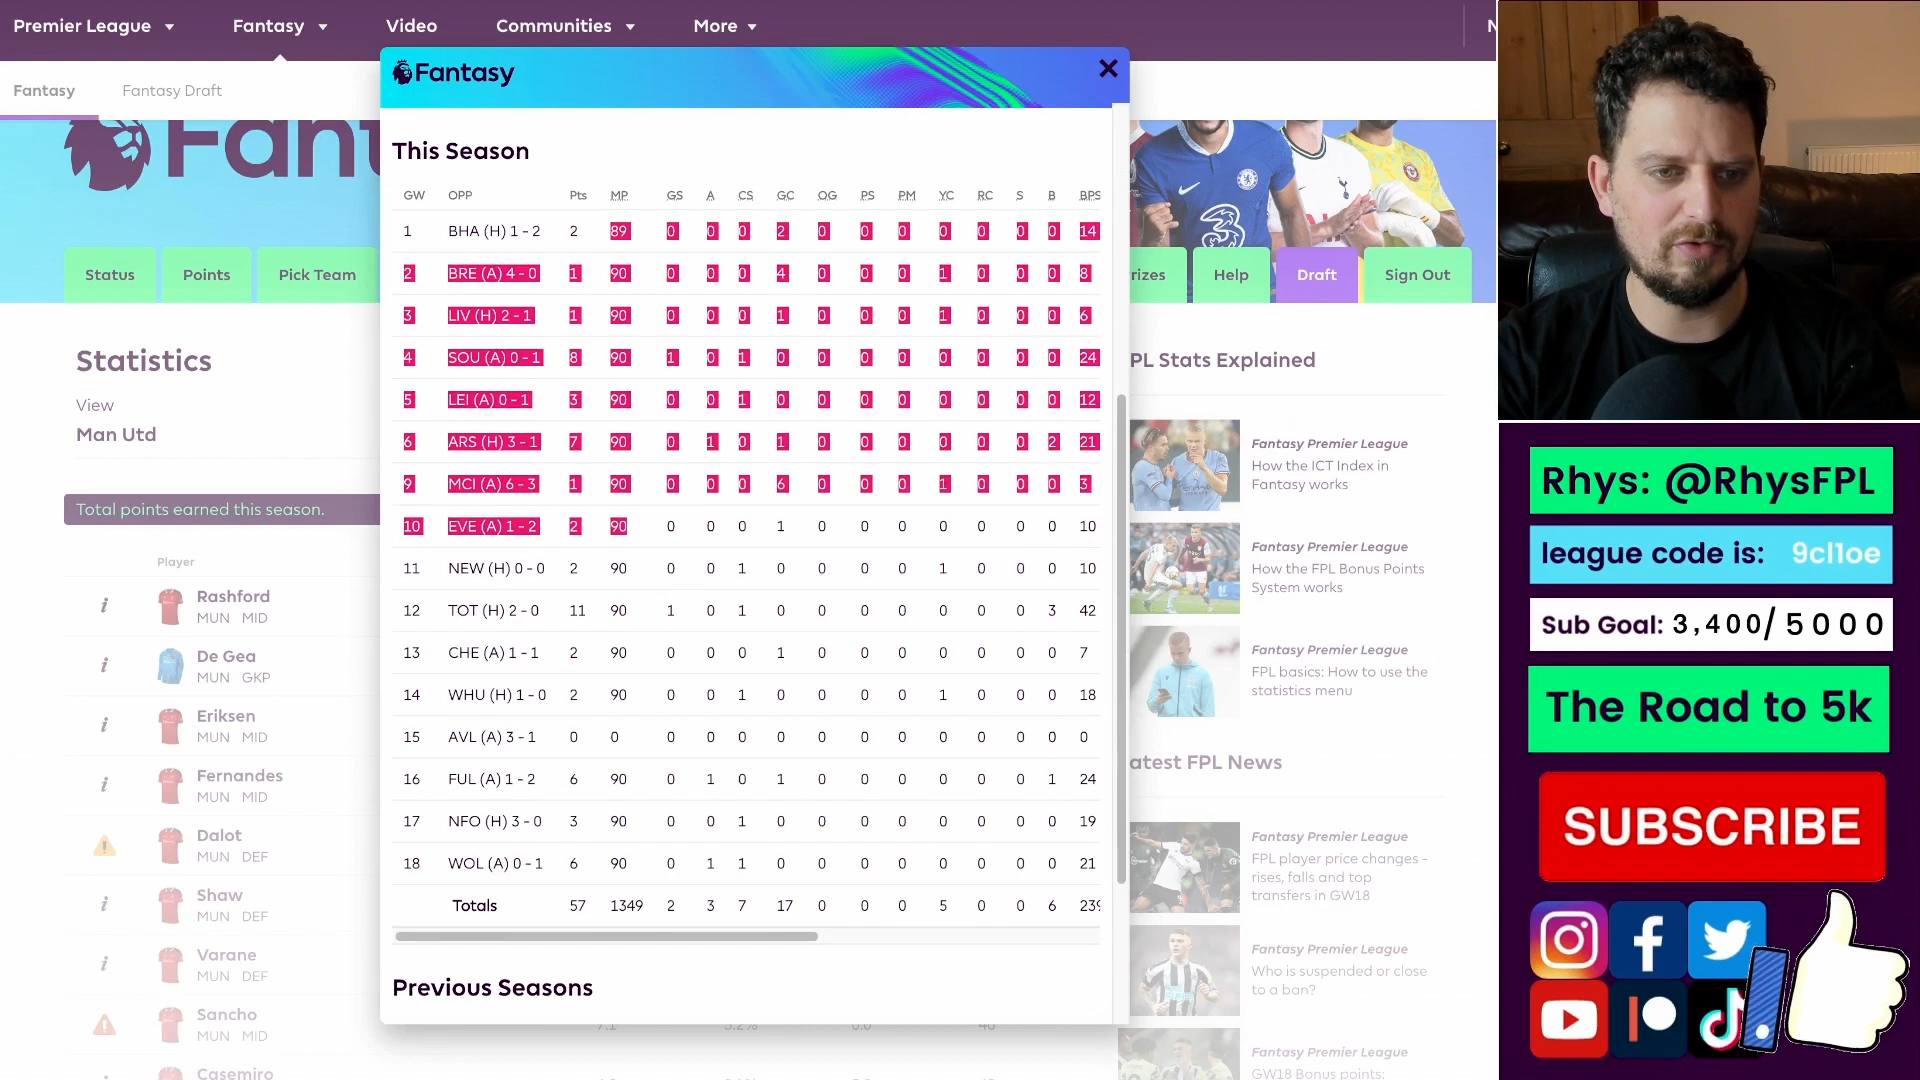 Premier League
Fantasy
Video
Communities
More
N
Fantasy
Fantasy Draft
Fant
Status
Points
Pick Team
rizes
Help
Draft
Sign Out
Statistics
View
Man Utd
Total points earned this season.
Player
Rashford
MUN MID
De Gea
MUN GKP
Eriksen
MUN MID
Fernandes
MUN MID
Dalot
MUN DEF
Shaw
MUN DEF
Varane
MUN DEF
Sancho
MUN MID
Casemiro
Fantasy
This Season
GW OPP Pts MP GS A CS GC OG PS PM YC RC S B BPS
1 BHA (H) 1 - 2 2 89 0 0 0 2 0 0 0 0 0 0 0 14
2 BRE (A) 4 - 0 1 90 0 0 0 4 0 0 0 1 0 0 0 8
3 LIV (H) 2 - 1 1 90 0 0 0 1 0 0 0 1 0 0 0 6
4 SOU (A) 0 - 1 8 90 1 0 1 0 0 0 0 0 0 0 0 24
5 LEI (A) 0 - 1 3 90 0 0 1 0 0 0 0 0 0 0 0 12
6 ARS (H) 3 - 1 7 90 0 1 0 1 0 0 0 0 0 0 2 21
9 MCI (A) 6 - 3 1 90 0 0 0 6 0 0 0 1 0 0 0 3
10 EVE (A) 1 - 2 2 90 0 0 0 1 0 0 0 0 0 0 0 10
11 NEW (H) 0 - 0 2 90 0 0 1 0 0 0 0 1 0 0 0 10
12 TOT (H) 2 - 0 11 90 1 0 1 0 0 0 0 0 0 0 3 42
13 CHE (A) 1 - 1 2 90 0 0 0 1 0 0 0 0 0 0 0 7
14 WHU (H) 1 - 0 2 90 0 0 1 0 0 0 0 1 0 0 0 18
15 AVL (A) 3 - 1 0 0 0 0 0 0 0 0 0 0 0 0 0 0
16 FUL (A) 1 - 2 6 90 0 1 0 1 0 0 0 0 0 0 1 24
17 NFO (H) 3 - 0 3 90 0 0 1 0 0 0 0 0 0 0 0 19
18 WOL (A) 0 - 1 6 90 0 1 1 0 0 0 0 0 0 0 0 21
Totals 57 1349 2 3 7 17 0 0 0 5 0 0 6 239
Previous Seasons
PL Stats Explained
Fantasy Premier League
How the ICT Index in
Fantasy works
Fantasy Premier League
How the FPL Bonus Points
System works
Fantasy Premier League
FPL basics: How to use the
statistics menu
atest FPL News
Fantasy Premier League
FPL player price changes -
rises, falls and top
transfers in GW18
Fantasy Premier League
Who is suspended or close
to a ban?
Fantasy Premier League
GW18 Bonus points:
Rhys: @RhysFPL
league code is: 9cl1oe
Sub Goal: 3,400/5000
The Road to 5k
SUBSCRIBE